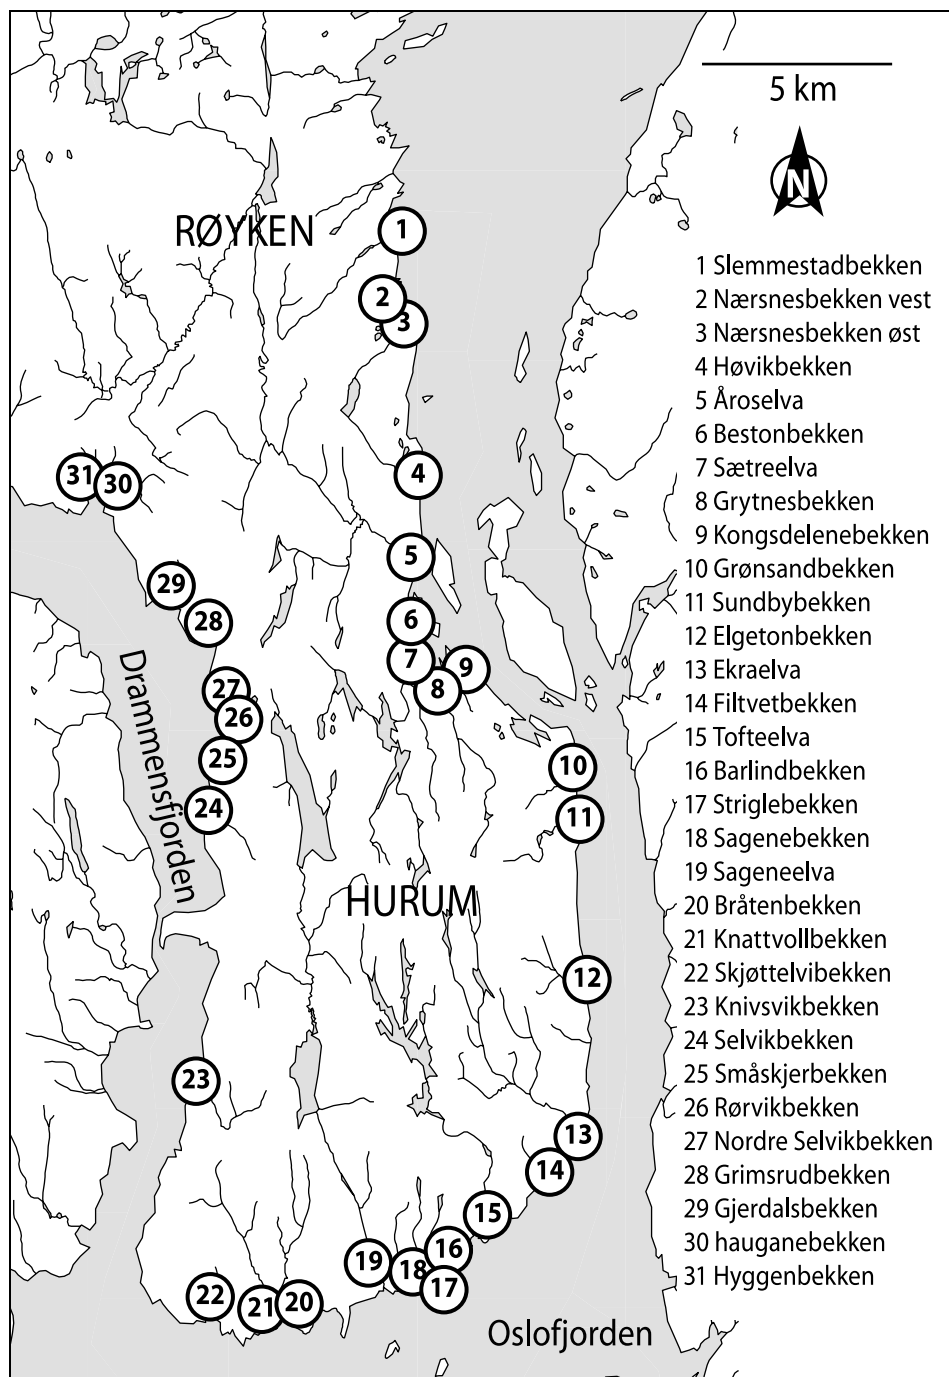 5 km
N
RØYKEN
HURUM
Drammensfjorden
Oslofjorden
1
2
3
4
5
6
7
8
9
10
11
12
13
14
15
16
17
18
19
20
21
22
23
24
25
26
27
28
29
30
31
1 Slemmestadbekken
2 Nærsnesbekken vest
3 Nærsnesbekken øst
4 Høvikbekken
5 Åroselva
6 Bestonbekken
7 Sætreelva
8 Grytnesbekken
9 Kongsdelenebekken
10 Grønsandbekken
11 Sundbybekken
12 Elgetonbekken
13 Ekraelva
14 Filtvetbekken
15 Tofteelva
16 Barlindbekken
17 Striglebekken
18 Sagenebekken
19 Sageneelva
20 Bråtenbekken
21 Knattvollbekken
22 Skjøttelvibekken
23 Knivsvikbekken
24 Selvikbekken
25 Småskjerbekken
26 Rørvikbekken
27 Nordre Selvikbekken
28 Grimsrudbekken
29 Gjerdalsbekken
30 hauganebekken
31 Hyggenbekken